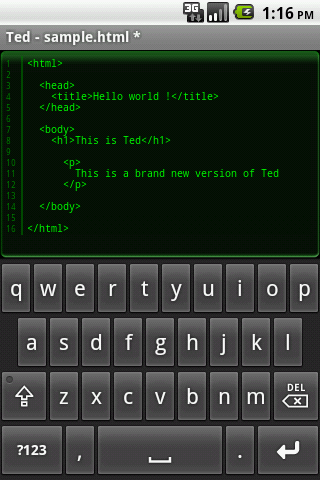 3G 1:16 PM
Ted - sample.html *
1 <html>
2
3 <head>
4 <title>Hello world !</title>
5 </head>
6
7 <body>
8 <h1>This is Ted</h1>
9
10 <p>
11 This is a brand new version of Ted
12 </p>
13
14 </body>
15
16 </html>
q w e r t y u i o p
a s d f g h j k l
z x c v b n m DEL
?123 , .